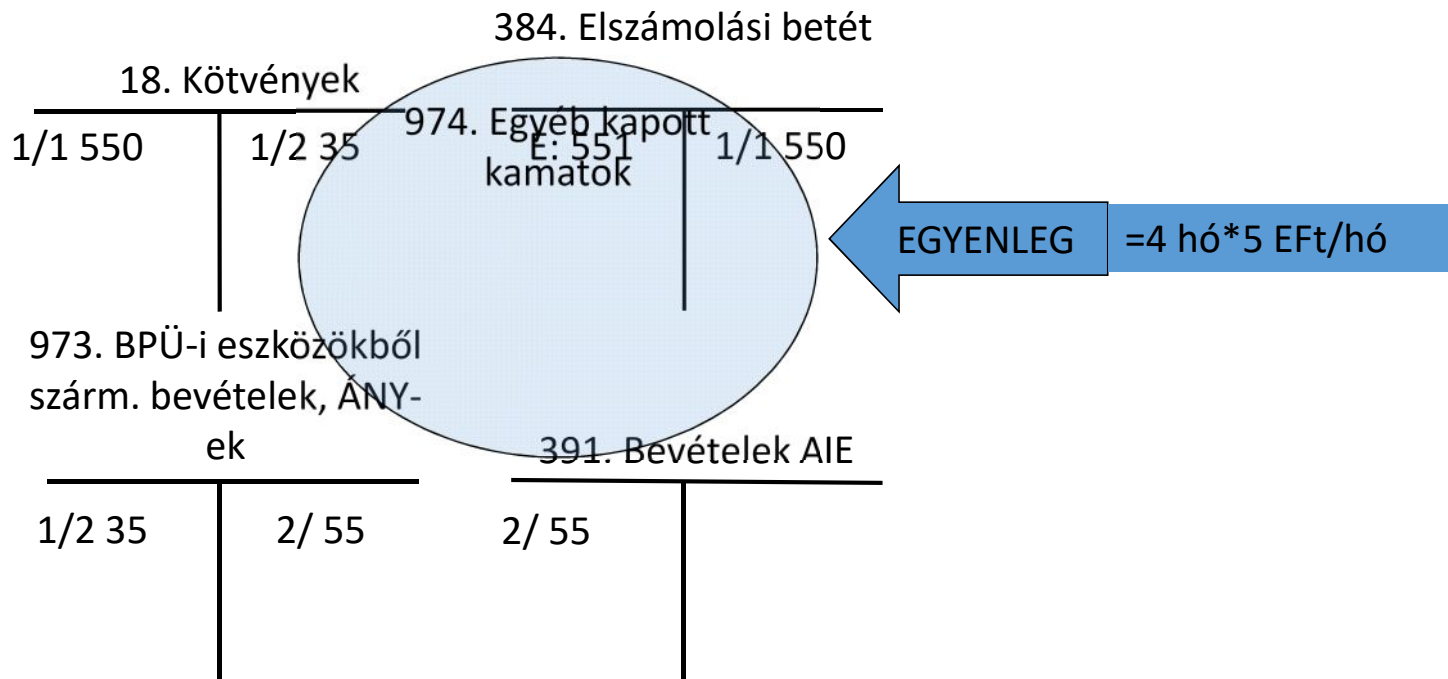 384. Elszámolási betét
18. Kötvények
974. Egyéb kapott
kamatok
1/1 550
1/2 35
E: 551
1/1 550
EGYENLEG
=4 hó*5 EFt/hó
973. BPÜ-i eszközökből
szárm. bevételek, ÁNY-
ek
391. Bevételek AIE
1/2 35
2/ 55
2/ 55